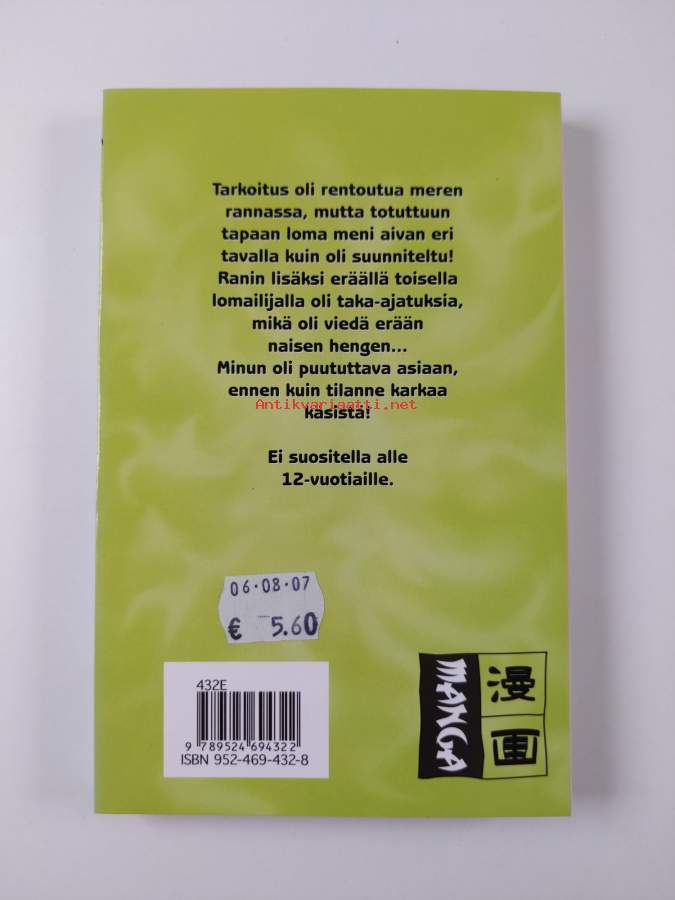 Tarkoitus oli rentoutua meren
rannassa, mutta totuttuun
tapaan loma meni aivan eri
tavalla kuin oli suunniteltu!
Ranin lisäksi eräällä toisella
lomailijalla oli taka-ajatuksia,
mikä oli viedä erään
naisen hengen...
Minun oli puututtava asiaan,
ennen kuin tilanne karkaa
Antikvariaatti.net
käsistä!
Ei suositella alle
12-vuotiaille.
06·08·07
€ 5.60
432E
9 789524 694322
ISBN 952-469-432-8
MANGA
漫画